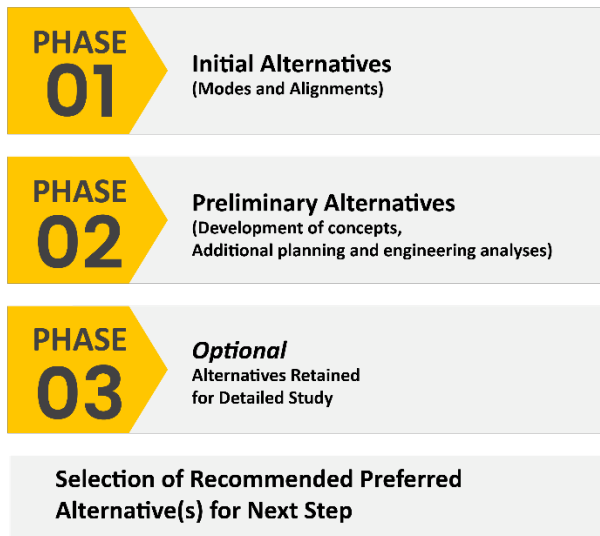 PHASE
01
Initial Alternatives
(Modes and Alignments)
PHASE
02
Preliminary Alternatives
(Development of concepts,
Additional planning and engineering analyses)
PHASE
03
Optional
Alternatives Retained
for Detailed Study
Selection of Recommended Preferred
Alternative(s) for Next Step